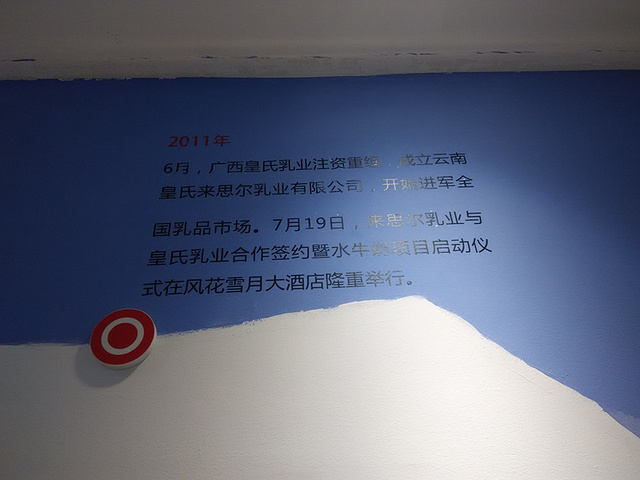 2011年
6月，广西皇氏乳业注资重组，成立云南
皇氏来思尔乳业有限公司，开始进军全
国乳品市场。7月19日，来思尔乳业与
皇氏乳业合作签约暨水牛奶项目启动仪
式在风花雪月大酒店隆重举行。